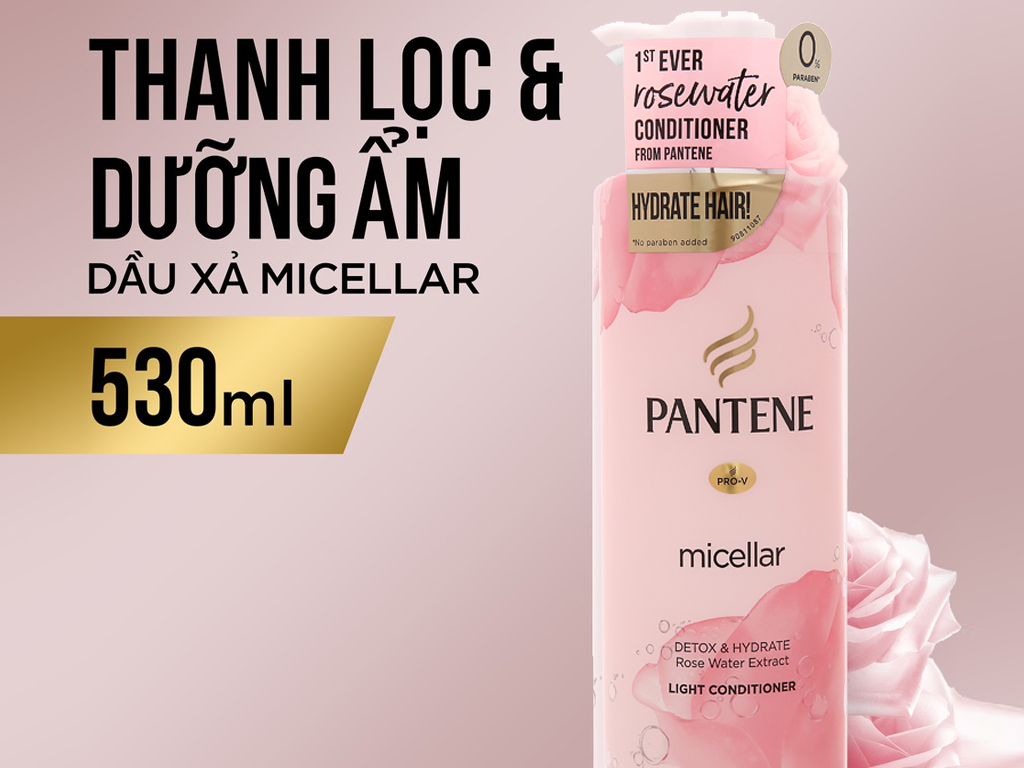 THANH LỌC &
DƯỠNG ẨM
DẦU XẢ MICELLAR
530ml
1ST EVER
rosewater
CONDITIONER
FROM PANTENE
HYDRATE HAIR!
*No paraben added
90811087
0%
PARABEN*
PANTENE
PRO-V
micellar
DETOX & HYDRATE
Rose Water Extract
LIGHT CONDITIONER